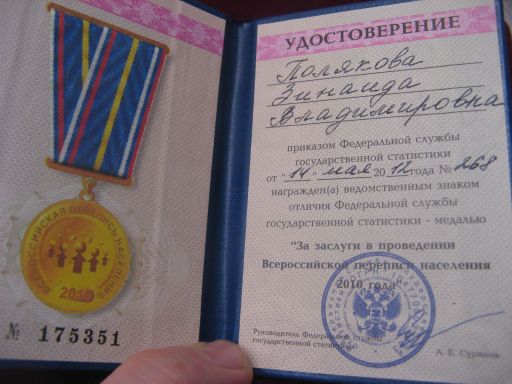 ВСЕРОССИЙСКАЯ ПЕРЕПИСЬ НАСЕЛЕНИЯ
2010
№ 175351
УДОСТОВЕРЕНИЕ
Полякова
Зинаида
Владимировна
приказом Федеральной службы
государственной статистики
от "14" мая 2012 года № 268
награжден(а) ведомственным знаком
отличия Федеральной службы
государственной статистики - медалью
"За заслуги в проведении
Всероссийской переписи населения
2010 года"
Руководитель Федеральной службы
государственной
А. Е. Суринов